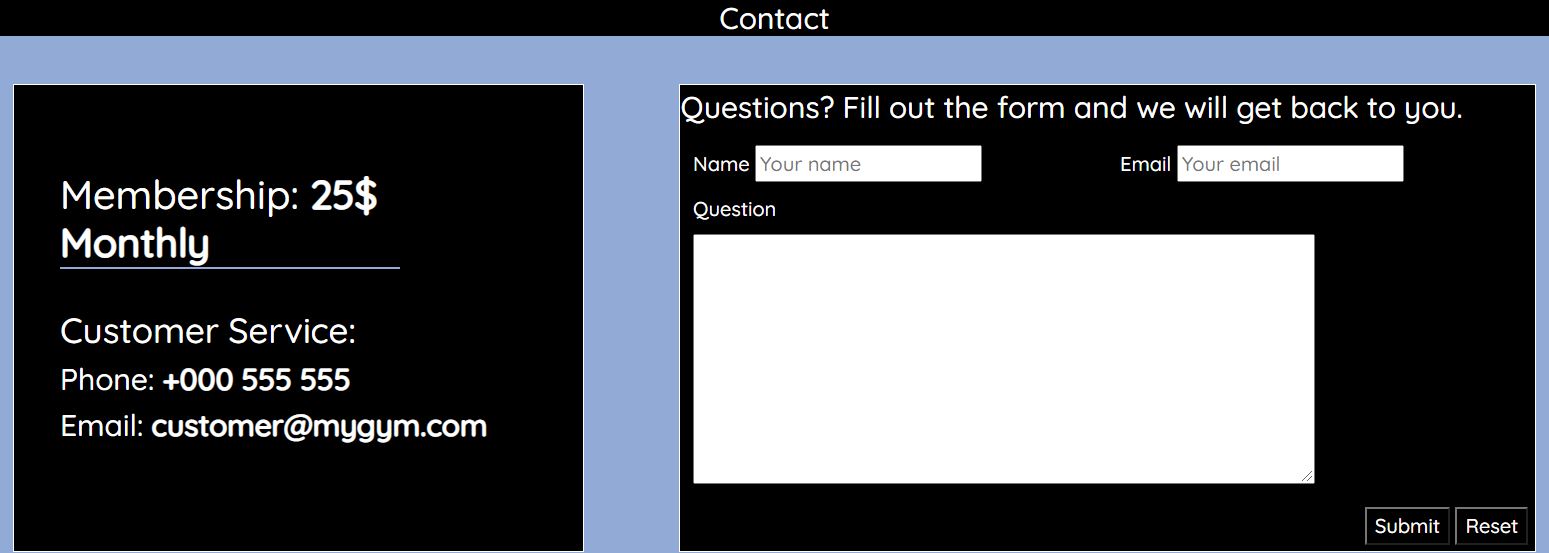 Contact
Membership: 25$
Monthly
Customer Service:
Phone: +000 555 555
Email: customer@mygym.com
Questions? Fill out the form and we will get back to you.
Name Your name Email Your email
Question
Submit Reset